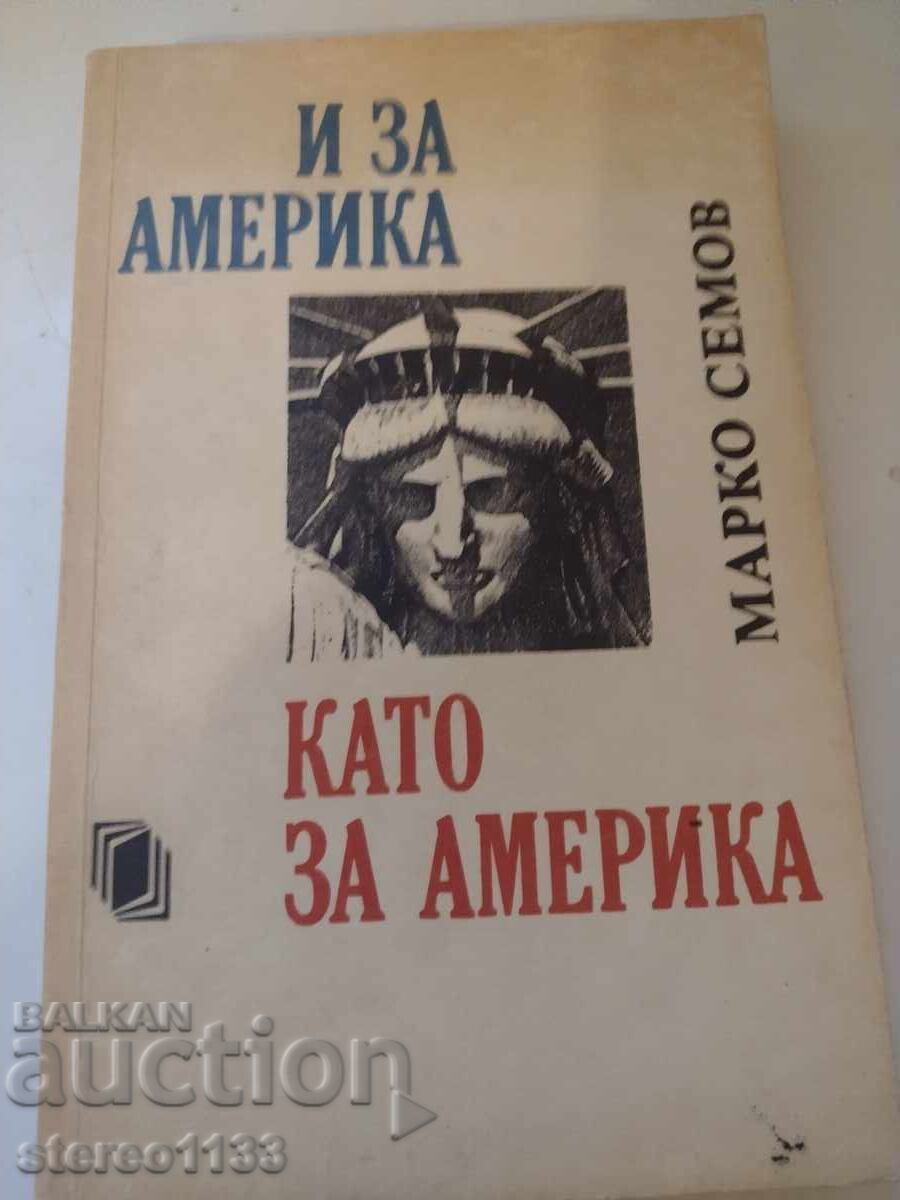 И ЗА
АМЕРИКА
МАРКО СЕМОВ
КАТО
ЗА АМЕРИКА
BALKAN
auction
stereo1133